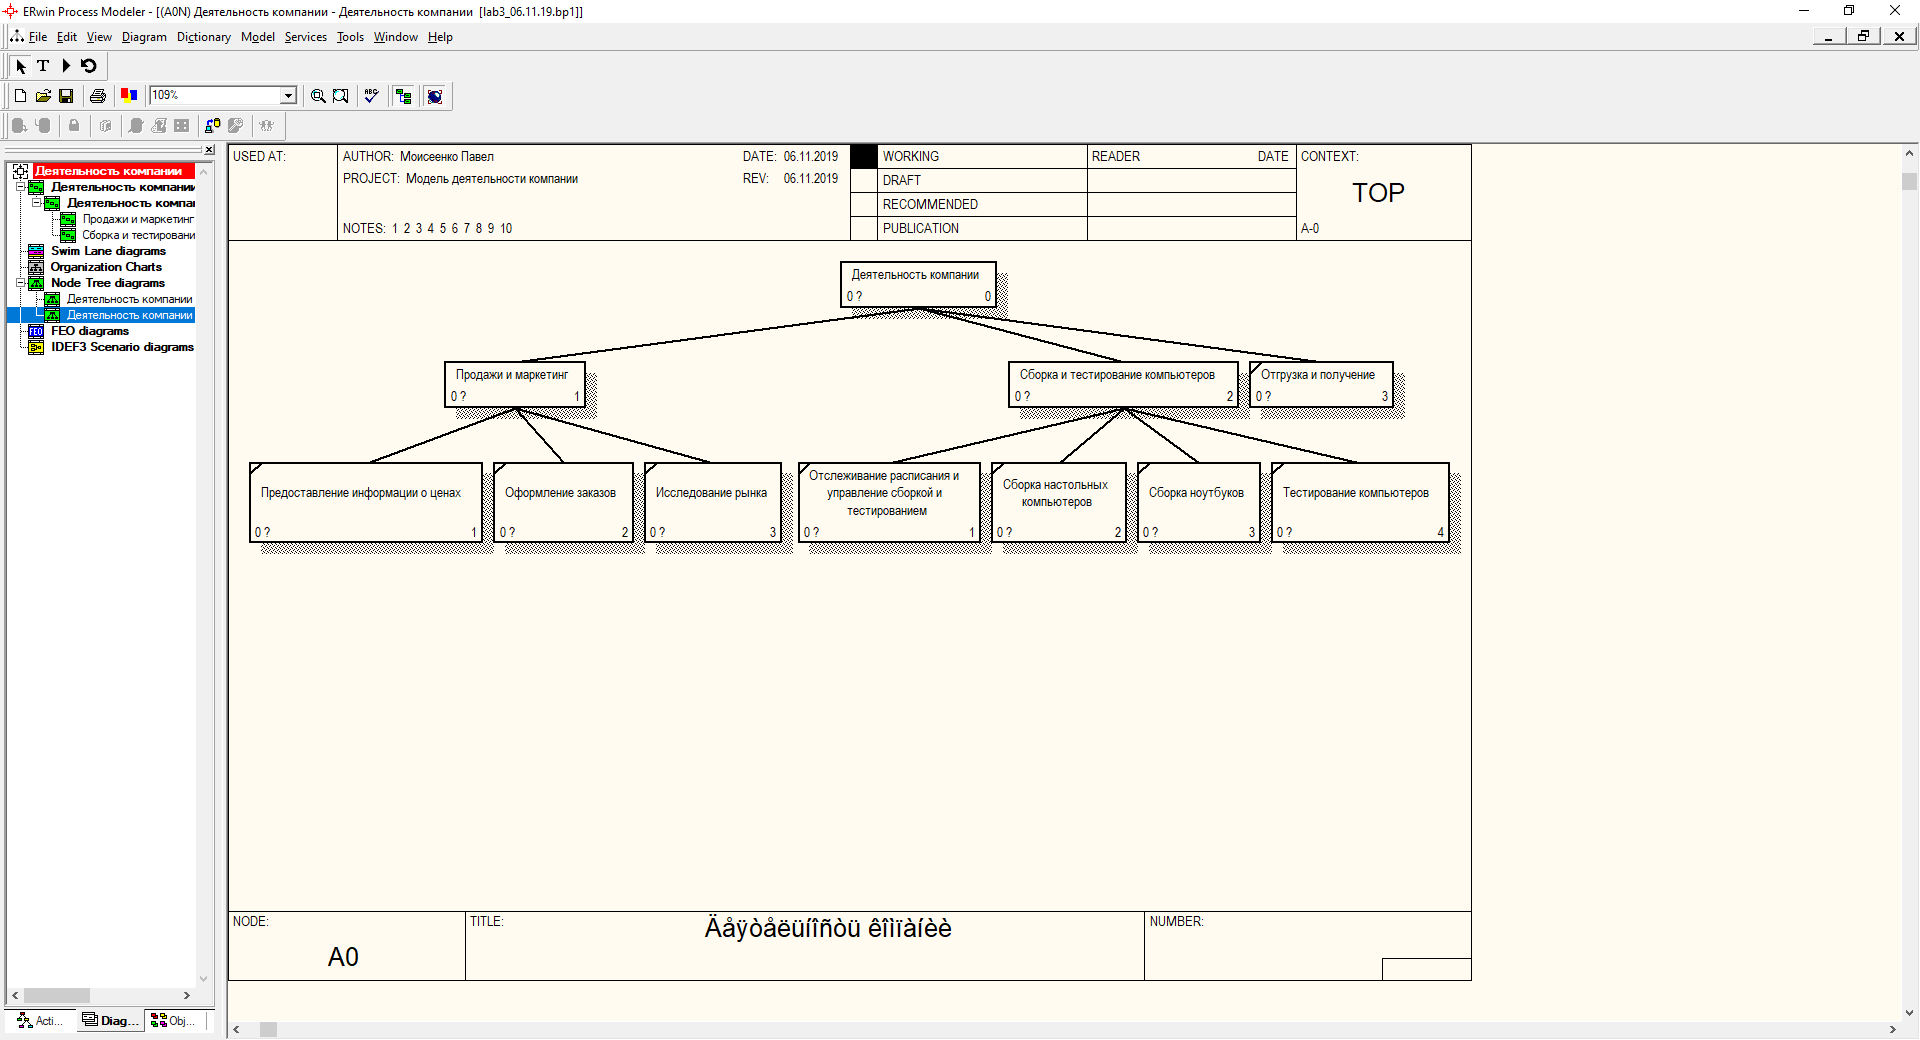 ERwin Process Modeler - [(A0N) Деятельность компании - Деятельность компании  [lab3_06.11.19.bp1]]
File Edit View Diagram Dictionary Model Services Tools Window Help
T
109%
ABC
Деятельность компании
Деятельность компании
Деятельность компа
Продажи и маркетинг
Сборка и тестировани
Swim Lane diagrams
Organization Charts
Node Tree diagrams
Деятельность компании
Деятельность компании
FEO diagrams
IDEF3 Scenario diagrams
Acti... Diag... Obj...
USED AT:
AUTHOR: Моисеенко Павел
DATE: 06.11.2019
PROJECT: Модель деятельности компании
REV: 06.11.2019
NOTES: 1 2 3 4 5 6 7 8 9 10
WORKING
DRAFT
RECOMMENDED
PUBLICATION
READER DATE
CONTEXT:
TOP
A-0
Деятельность компании
0 ? 0
Продажи и маркетинг
0 ? 1
Сборка и тестирование компьютеров
0 ? 2
Отгрузка и получение
0 ? 3
Предоставление информации о ценах
0 ? 1
Оформление заказов
0 ? 2
Исследование рынка
0 ? 3
Отслеживание расписания и
управление сборкой и
тестированием
0 ? 1
Сборка настольных
компьютеров
0 ? 2
Сборка ноутбуков
0 ? 3
Тестирование компьютеров
0 ? 4
NODE:
A0
TITLE:
Äåÿòåëüíîñòü êîìïàíèè
NUMBER: